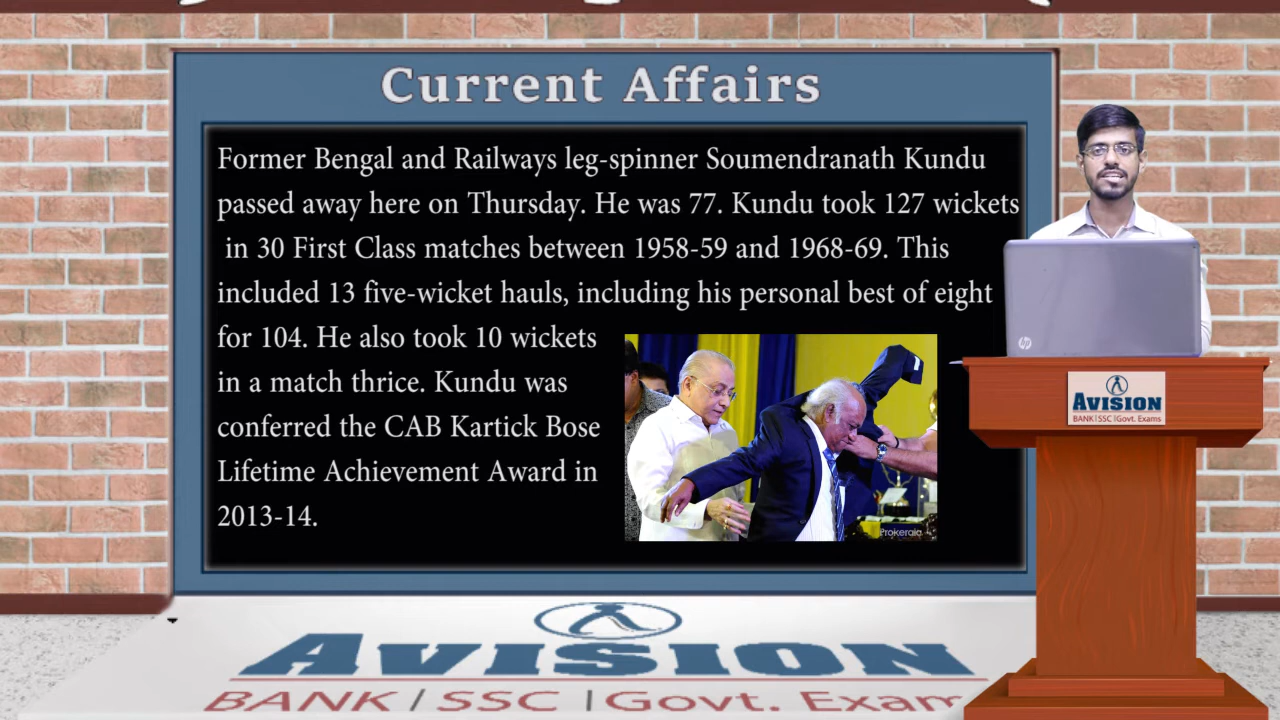 Current Affairs
Former Bengal and Railways leg-spinner Soumendranath Kundu
passed away here on Thursday. He was 77. Kundu took 127 wickets
in 30 First Class matches between 1958-59 and 1968-69. This
included 13 five-wicket hauls, including his personal best of eight
for 104. He also took 10 wickets
in a match thrice. Kundu was
conferred the CAB Kartick Bose
Lifetime Achievement Award in
2013-14.
Prokerala
hp
AVISION
BANK|SSC|Govt. Exams
AVISION
BANK | SSC | Govt. Exam